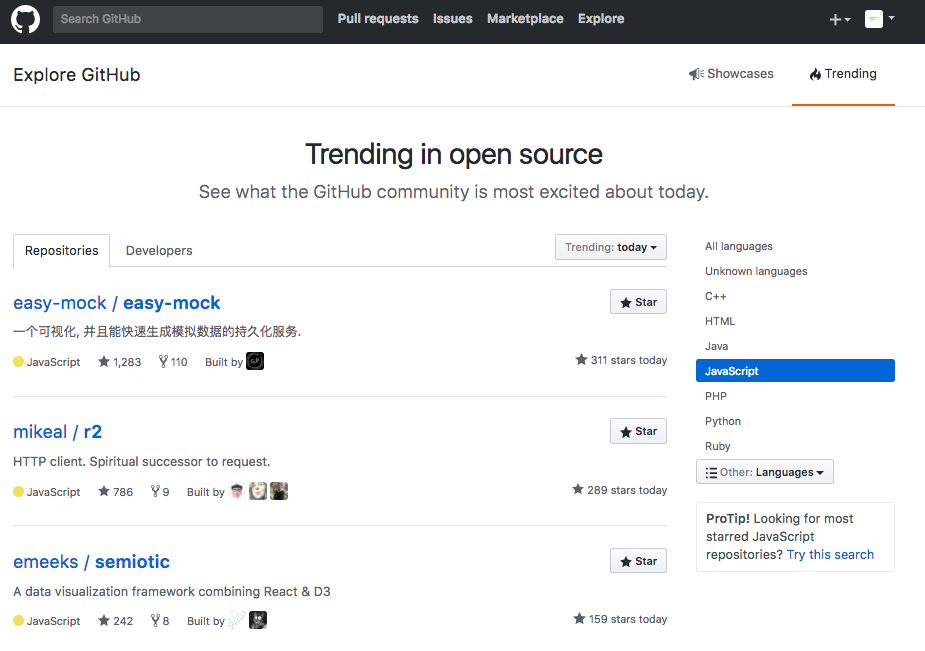 Search GitHub Pull requests Issues Marketplace Explore
Explore GitHub Showcases Trending
Trending in open source
See what the GitHub community is most excited about today.
Repositories Developers Trending: today
easy-mock / easy-mock Star
一个可视化, 并且能快速生成模拟数据的持久化服务.
JavaScript 1,283 110 Built by 311 stars today
mikeal / r2 Star
HTTP client. Spiritual successor to request.
JavaScript 786 9 Built by 289 stars today
emeeks / semiotic Star
A data visualization framework combining React & D3
JavaScript 242 8 Built by 159 stars today
All languages
Unknown languages
C++
HTML
Java
JavaScript
PHP
Python
Ruby
Other: Languages
ProTip! Looking for most
starred JavaScript
repositories? Try this search